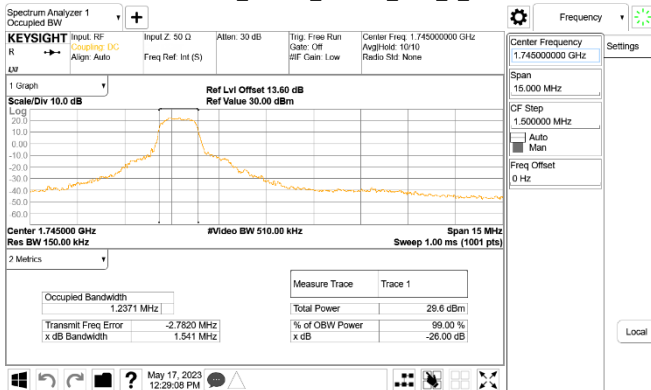 Spectrum Analyzer 1
Occupied BW
Frequency
KEYSIGHT
R
LXI
Input: RF
Coupling: DC
Align: Auto
Input Z: 50 Ω
Freq Ref: Int (S)
Atten: 30 dB
Trig: Free Run
Gate: Off
#IF Gain: Low
Center Freq: 1.745000000 GHz
Avg|Hold: 10/10
Radio Std: None
Center Frequency
1.745000000 GHz
Settings
Span
15.000 MHz
CF Step
1.500000 MHz
Auto
Man
Freq Offset
0 Hz
Local
1 Graph
Ref Lvl Offset 13.60 dB
Scale/Div 10.0 dB
Ref Value 30.00 dBm
Log
20.0
10.0
0.00
-10.0
-20.0
-30.0
-40.0
-50.0
-60.0
Center 1.745000 GHz
#Video BW 510.00 kHz
Span 15 MHz
Res BW 150.00 kHz
Sweep 1.00 ms (1001 pts)
2 Metrics
Measure Trace Trace 1
Occupied Bandwidth
1.2371 MHz
Total Power 29.6 dBm
Transmit Freq Error -2.7820 MHz
% of OBW Power 99.00 %
x dB Bandwidth 1.541 MHz
x dB -26.00 dB
?
May 17, 2023
12:29:08 PM